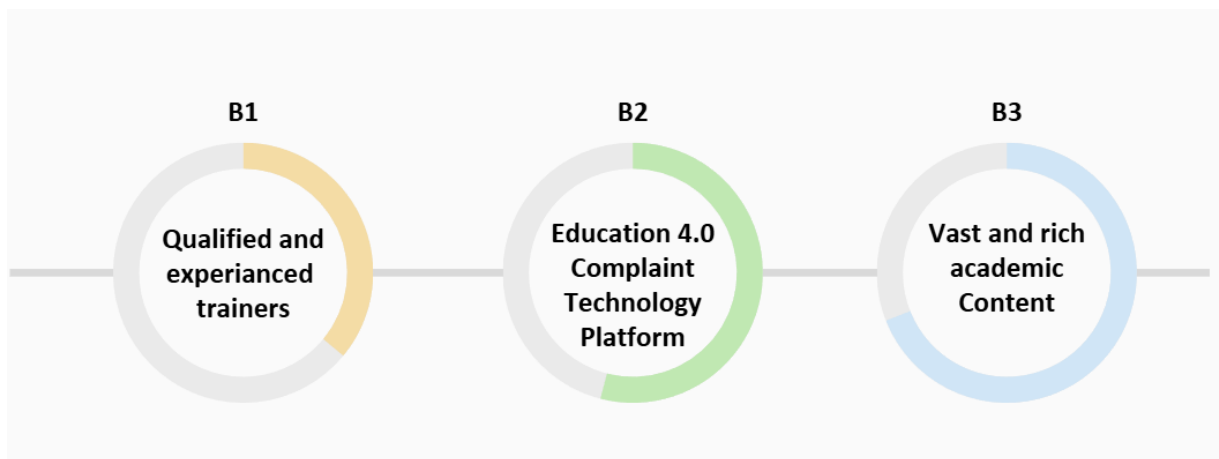 B1
B2
B3
Qualified and
experianced
trainers
Education 4.0
Complaint
Technology
Platform
Vast and rich
academic
Content